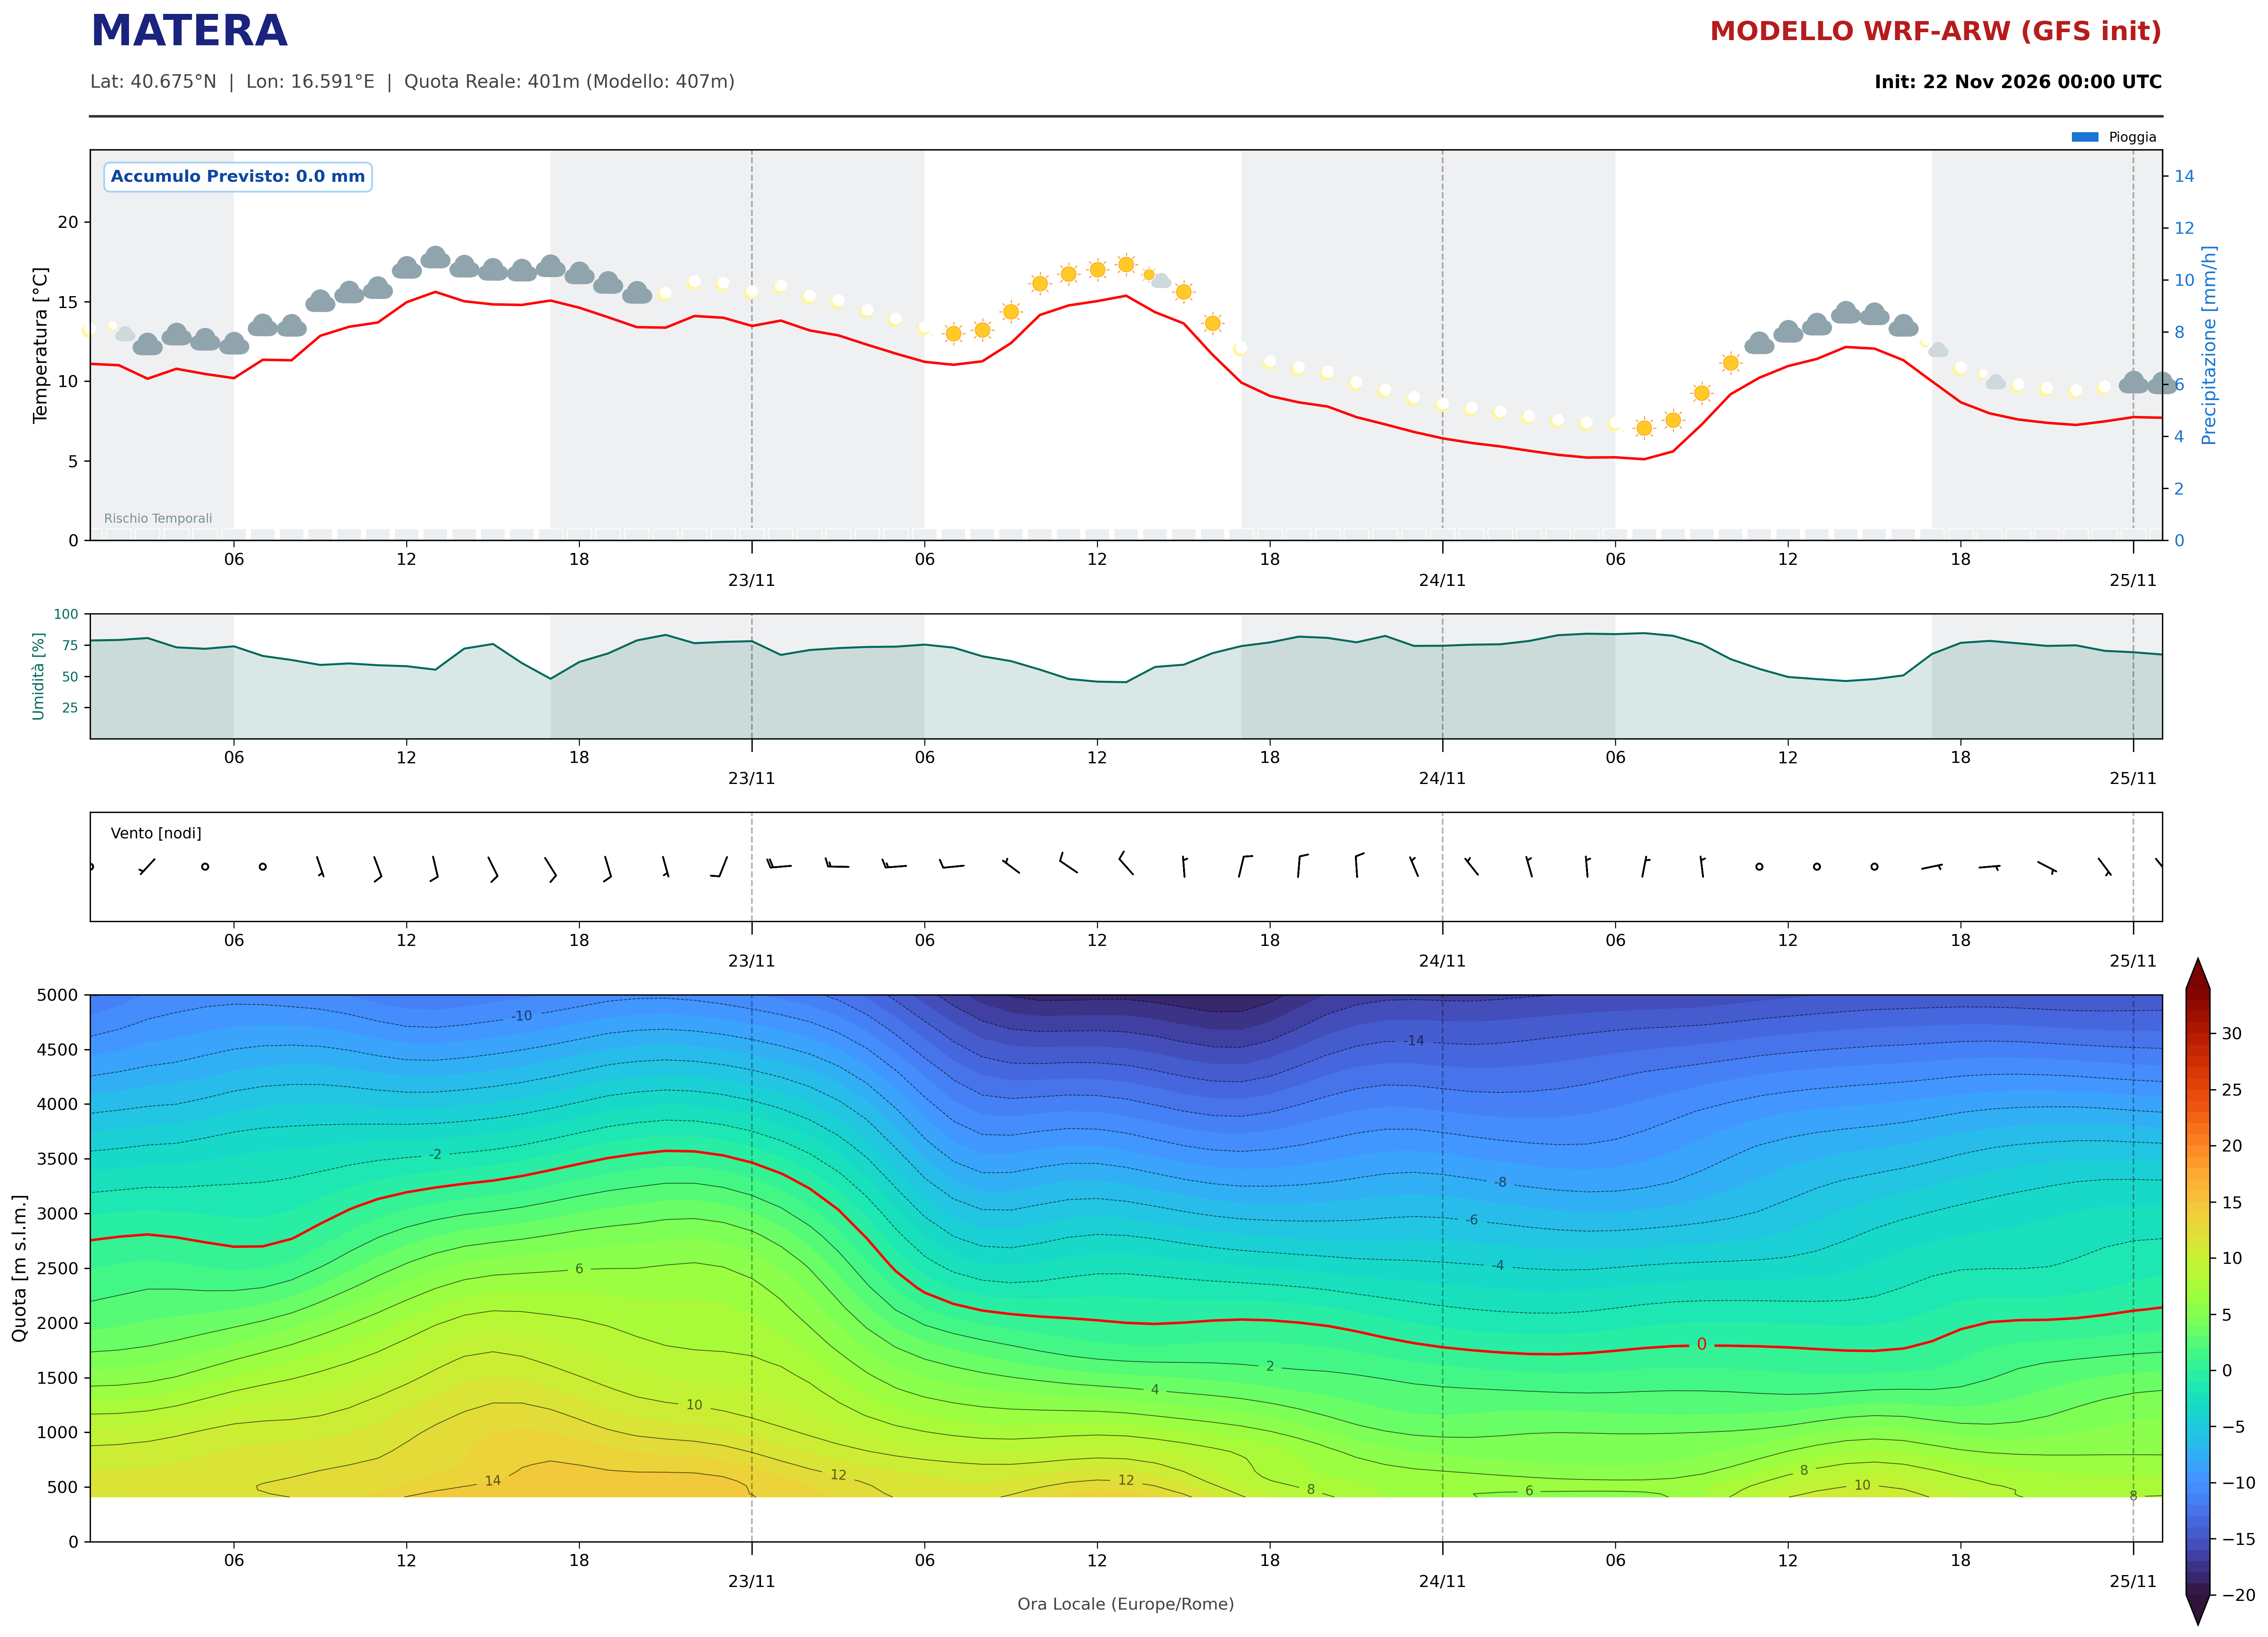 MATERA
MODELLO WRF-ARW (GFS init)
Lat: 40.675°N | Lon: 16.591°E | Quota Reale: 401m (Modello: 407m)
Init: 22 Nov 2026 00:00 UTC
Pioggia
Accumulo Previsto: 0.0 mm
Temperatura [°C]
20
15
10
5
0
Rischio Temporali
14
12
10
8
6
4
2
0
Precipitazione [mm/h]
06 12 18 06 12 18 06 12 18
23/11 24/11 25/11
Umidità [%]
100
75
50
25
06 12 18 06 12 18 06 12 18
23/11 24/11 25/11
Vento [nodi]
06 12 18 06 12 18 06 12 18
23/11 24/11 25/11
Quota [m s.l.m.]
5000
4500
4000
3500
3000
2500
2000
1500
1000
500
0
-10
-14
-2
-8
-6
6
-4
0
2
4
10
14
12
12
8
6
8
10
8
30
25
20
15
10
5
0
−5
−10
−15
−20
06 12 18 06 12 18 06 12 18
23/11 24/11 25/11
Ora Locale (Europe/Rome)